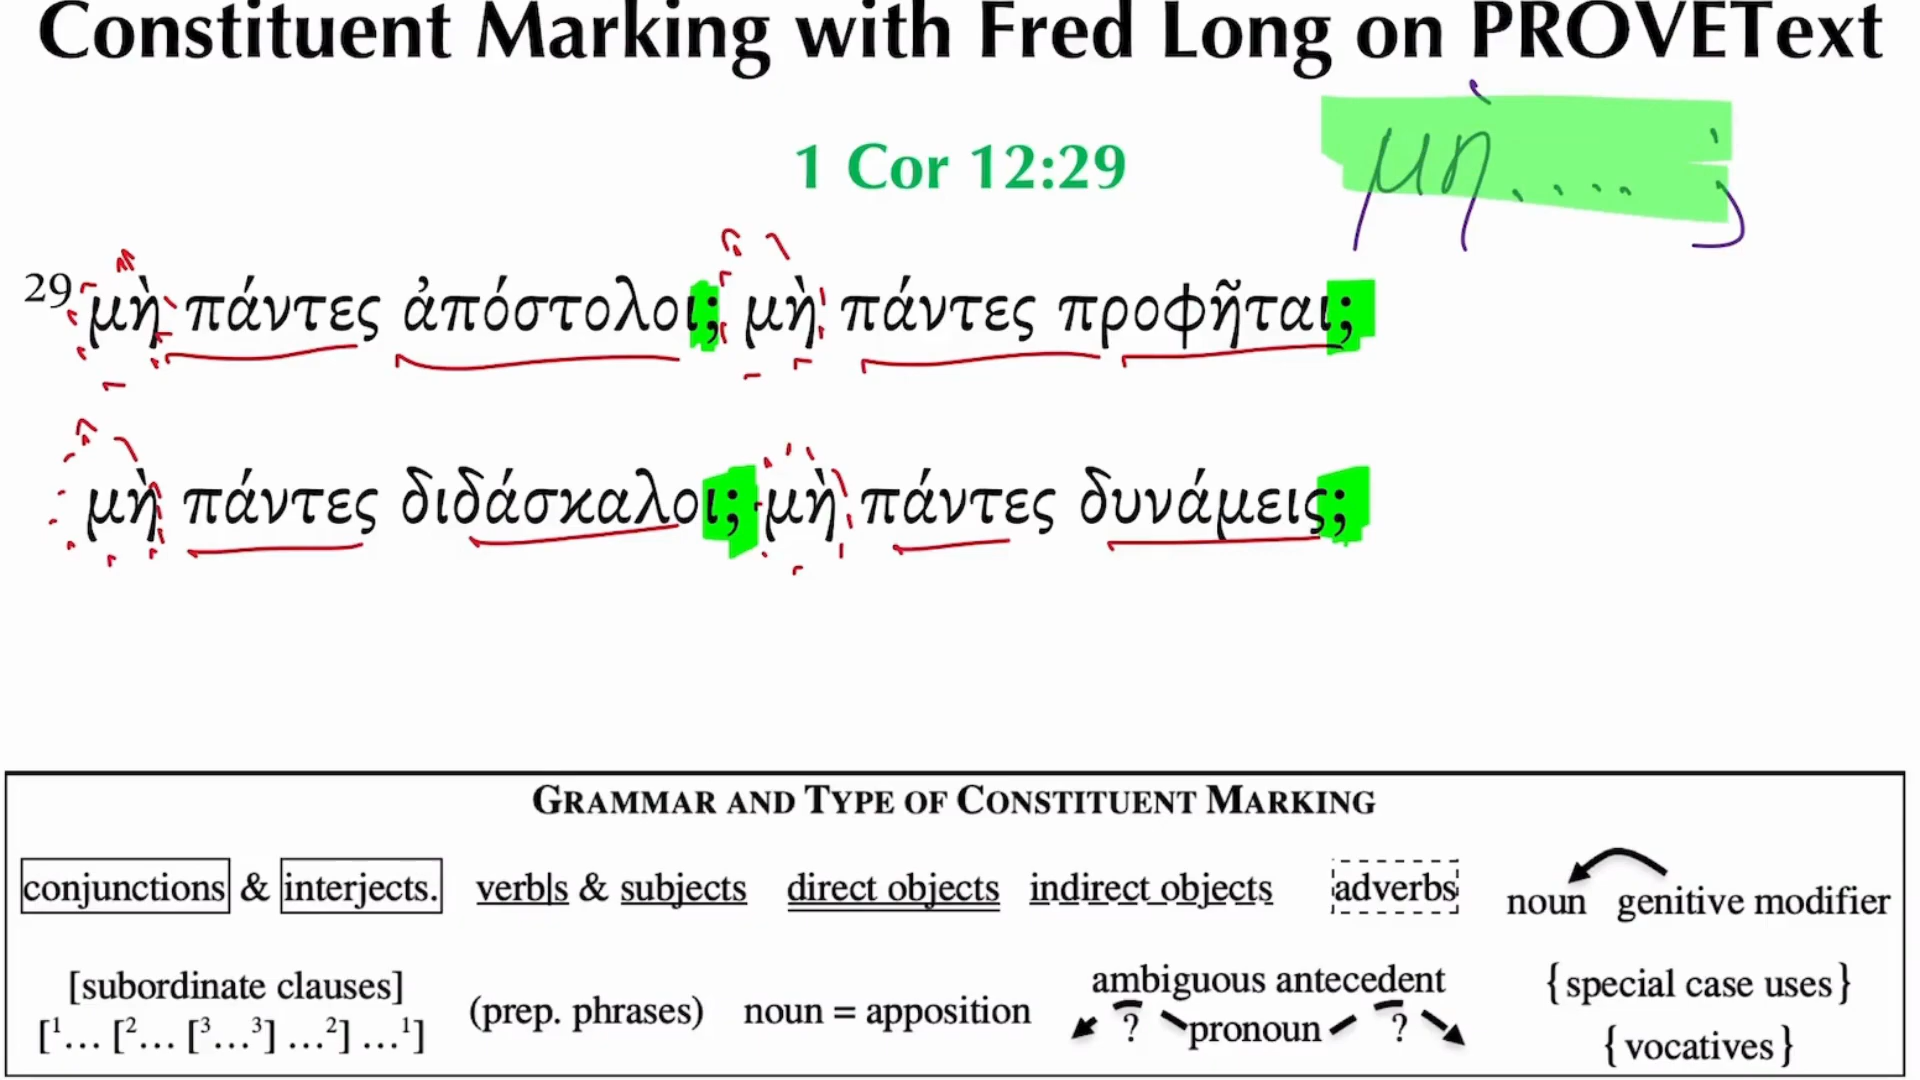 Constituent Marking with Fred Long on PROVEText
1 Cor 12:29
μὴ .... ;
29 μὴ πάντες ἀπόστολοι; μὴ πάντες προφῆται;
μὴ πάντες διδάσκαλοι; μὴ πάντες δυνάμεις;
GRAMMAR AND TYPE OF CONSTITUENT MARKING
conjunctions & interjects. verb|s & subjects direct objects indirect objects adverbs noun genitive modifier
[subordinate clauses] (prep. phrases) noun = apposition ambiguous antecedent {special case uses}
[¹... [²... [³...³] ...²] ...¹] ? pronoun ? {vocatives}